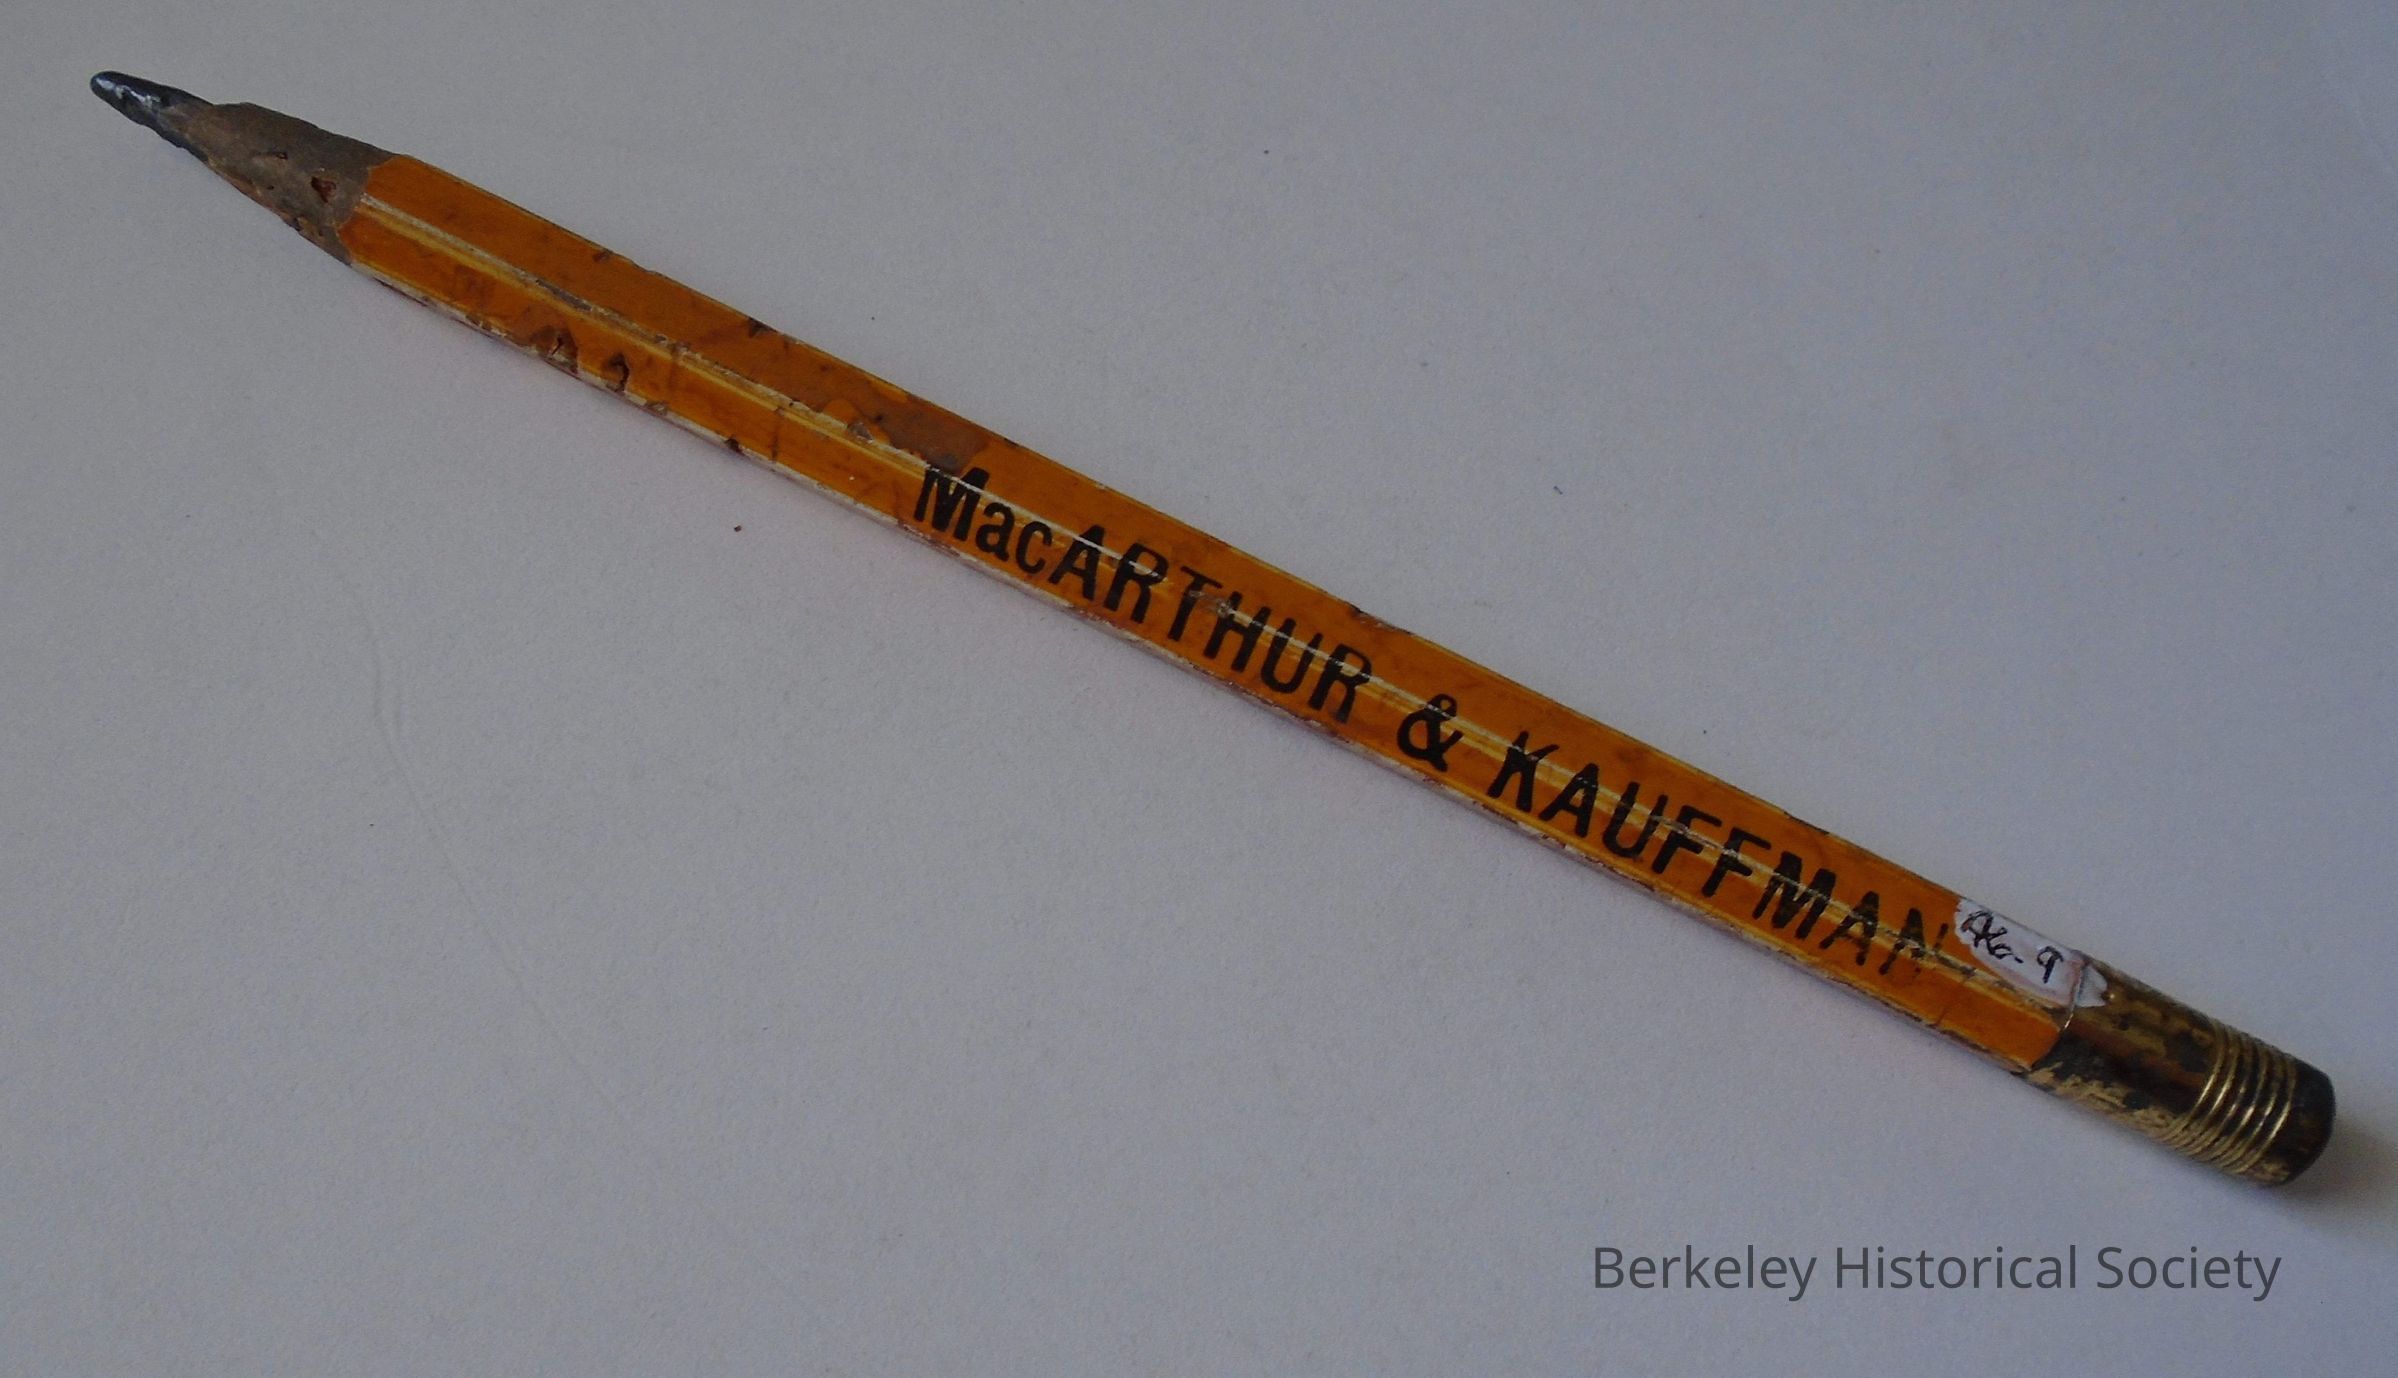 MacARTHUR & KAUFFMAN
Berkeley Historical Society